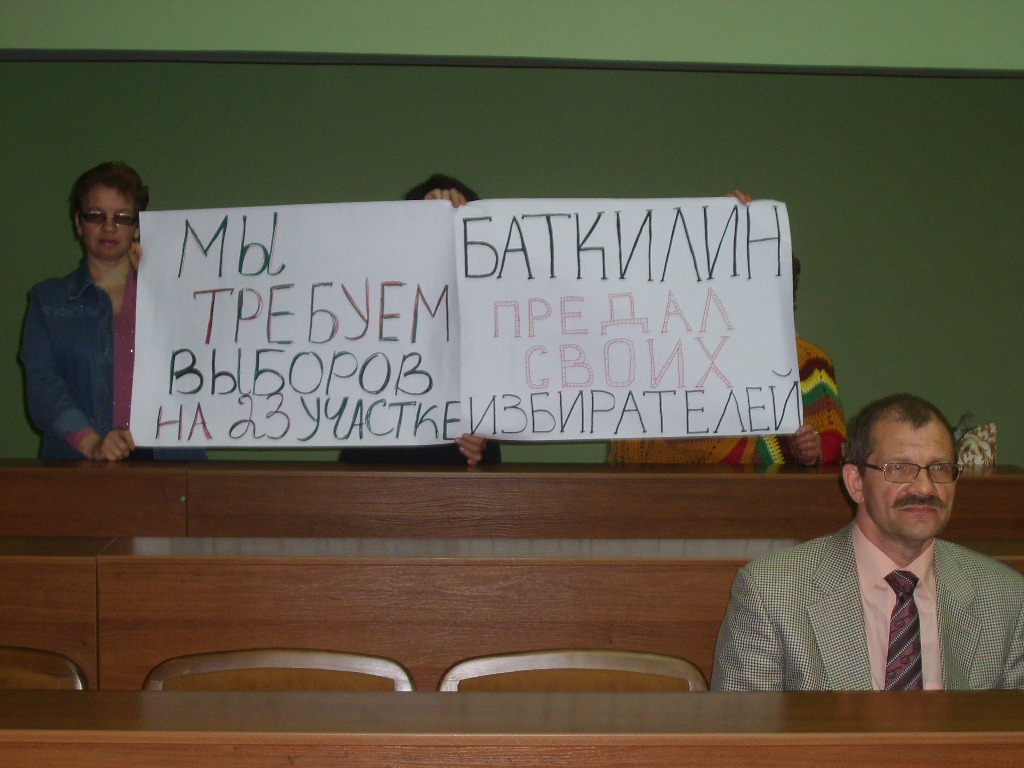 МЫ
ТРЕБУЕМ
ВЫБОРОВ
НА 23 УЧАСТКЕ
БАТКИЛИН
ПРЕДАЛ
СВОИХ
ИЗБИРАТЕЛЕЙ